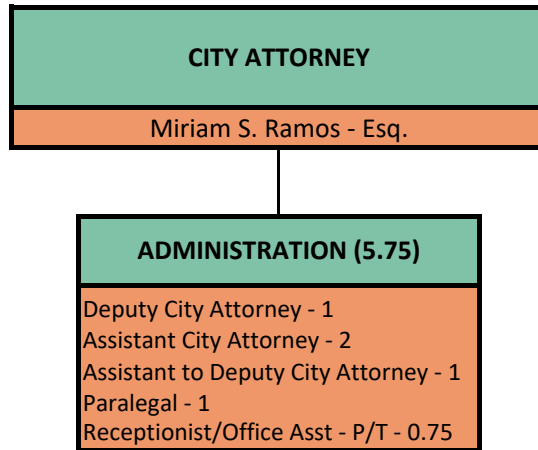 CITY ATTORNEY
Miriam S. Ramos - Esq.
ADMINISTRATION (5.75)
Deputy City Attorney - 1
Assistant City Attorney - 2
Assistant to Deputy City Attorney - 1
Paralegal - 1
Receptionist/Office Asst - P/T - 0.75